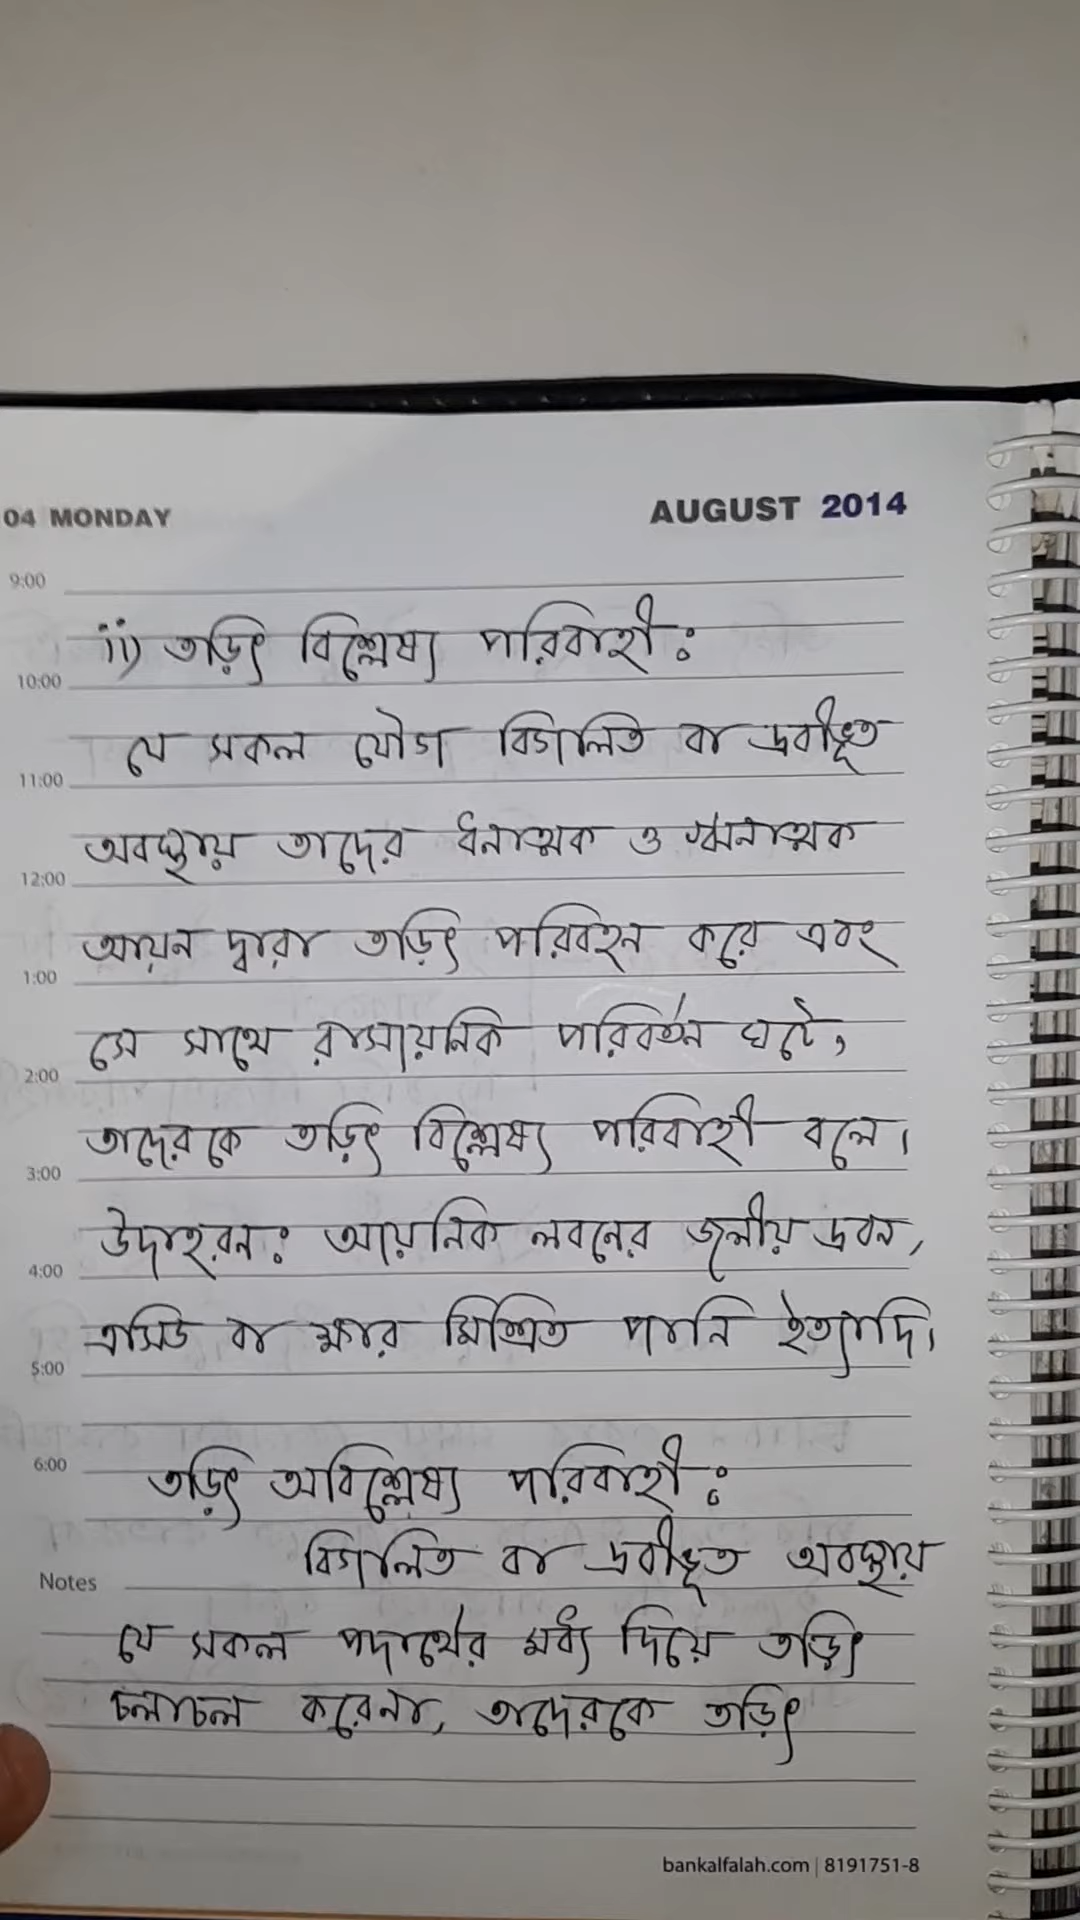 04 MONDAY
AUGUST 2014
9:00
ii) তড়িৎ বিশ্লেষ্য পরিবাহী:
10:00
যে সকল যৌগ বিগলিত বা দ্রবীভূত
11:00
অবস্থায় তাদের ধনাত্মক ও ঋনাত্মক
12:00
আয়ন দ্বারা তড়িৎ পরিবহন করে এবং
1:00
সে সাথে রাসায়নিক পরিবর্তন ঘটে,
2:00
তাদেরকে তড়িৎ বিশ্লেষ্য পরিবাহী বলে।
3:00
উদাহরন: আয়নিক লবনের জলীয় দ্রবন,
4:00
এসিড বা ক্ষার মিশ্রিত পানি ইত্যাদি।
5:00
6:00
তড়িৎ অবিশ্লেষ্য পরিবাহী:
বিগলিত বা দ্রবীভূত অবস্থায়
Notes
যে সকল পদার্থের মধ্য দিয়ে তড়িৎ
চলাচল করেনা, তাদেরকে তড়িৎ
bankalfalah.com | 8191751-8